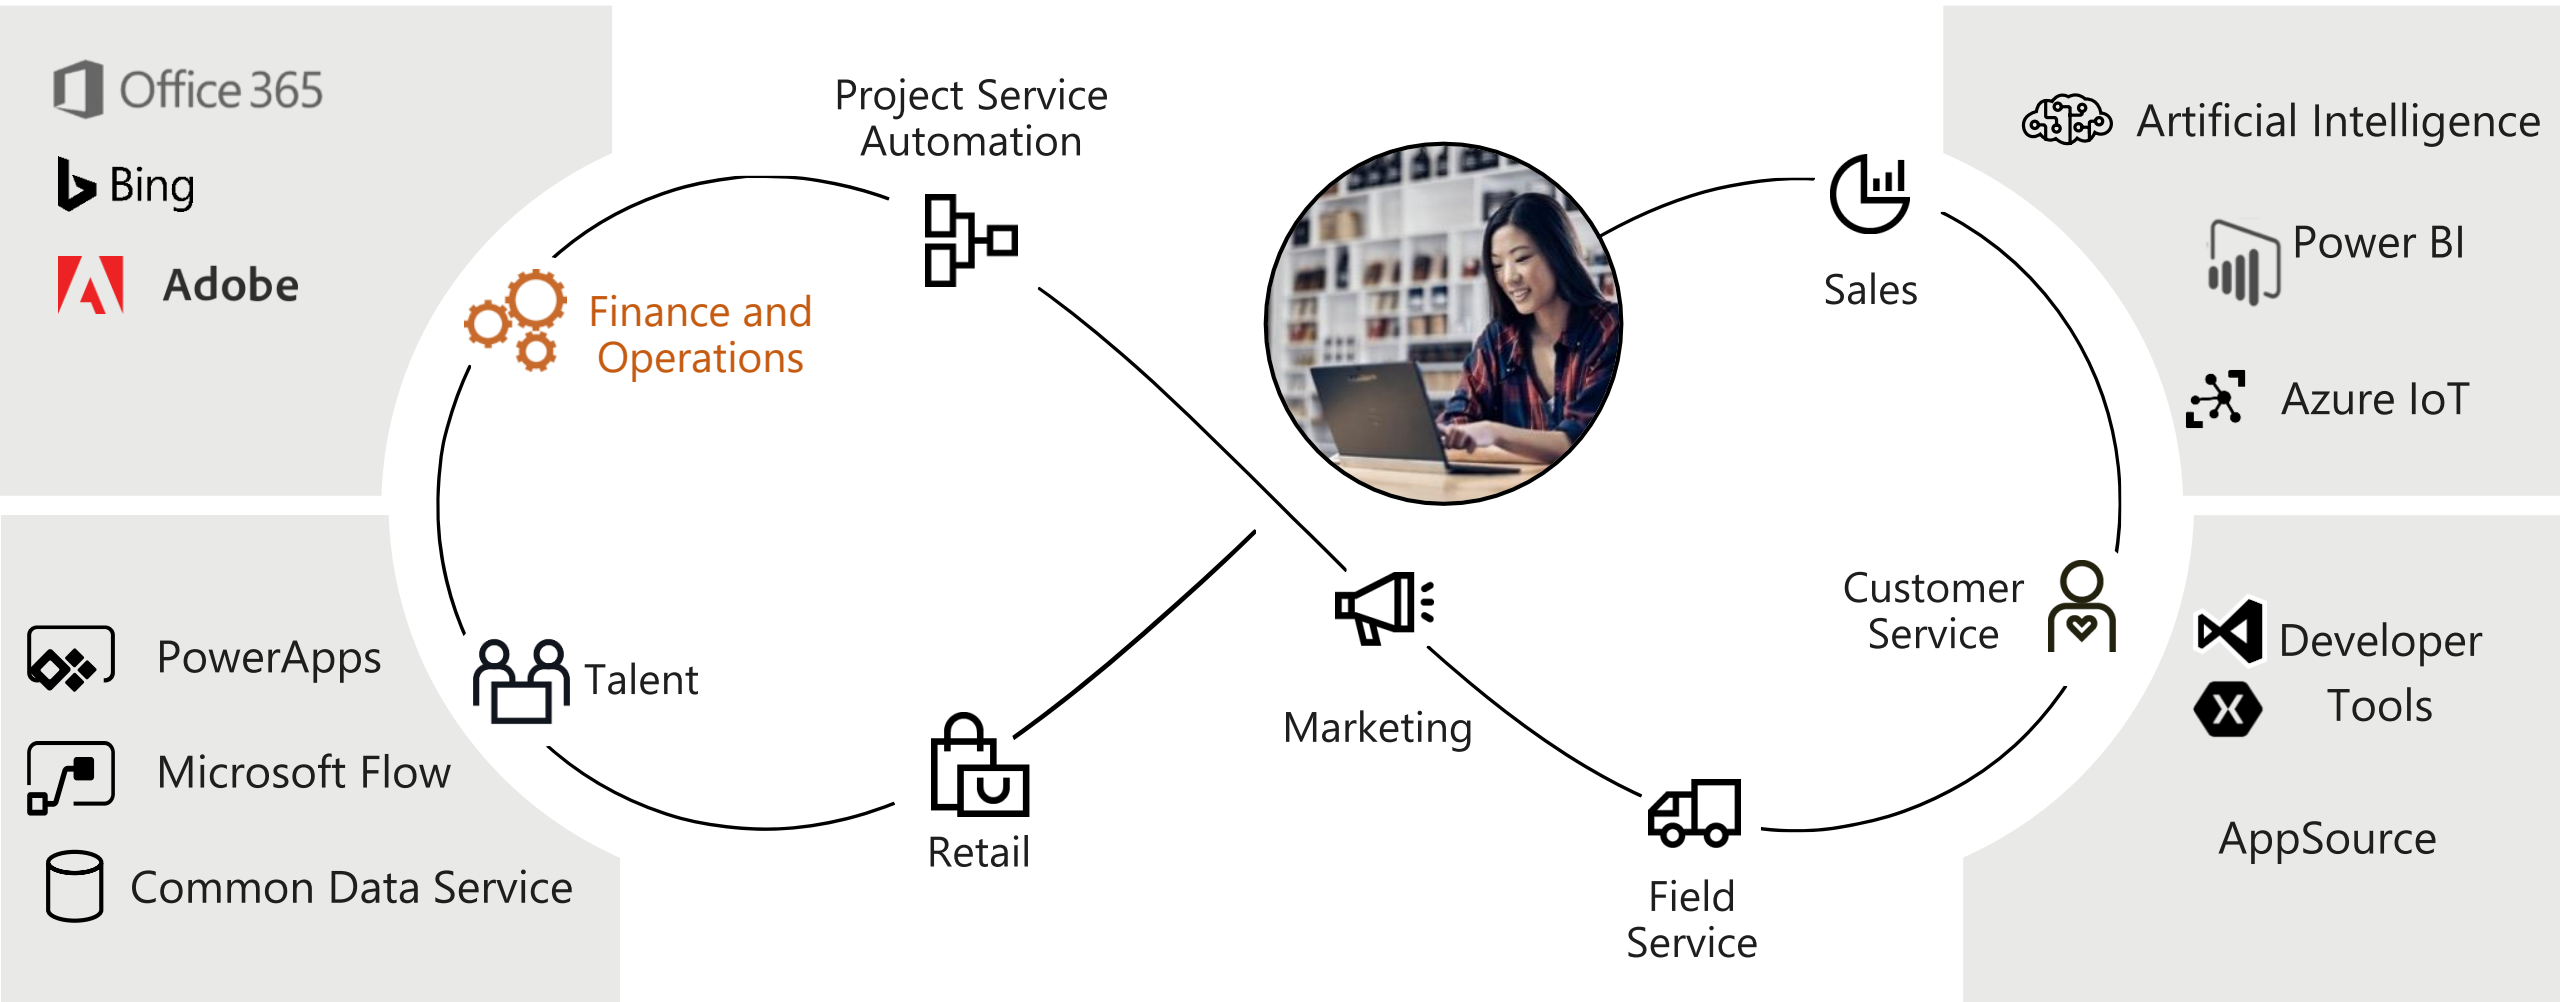 Office 365
Bing
Adobe
Project Service
Automation
Finance and
Operations
Sales
Artificial Intelligence
Power BI
Azure IoT
PowerApps
Microsoft Flow
Common Data Service
Talent
Retail
Marketing
Field
Service
Customer
Service
Developer
Tools
AppSource